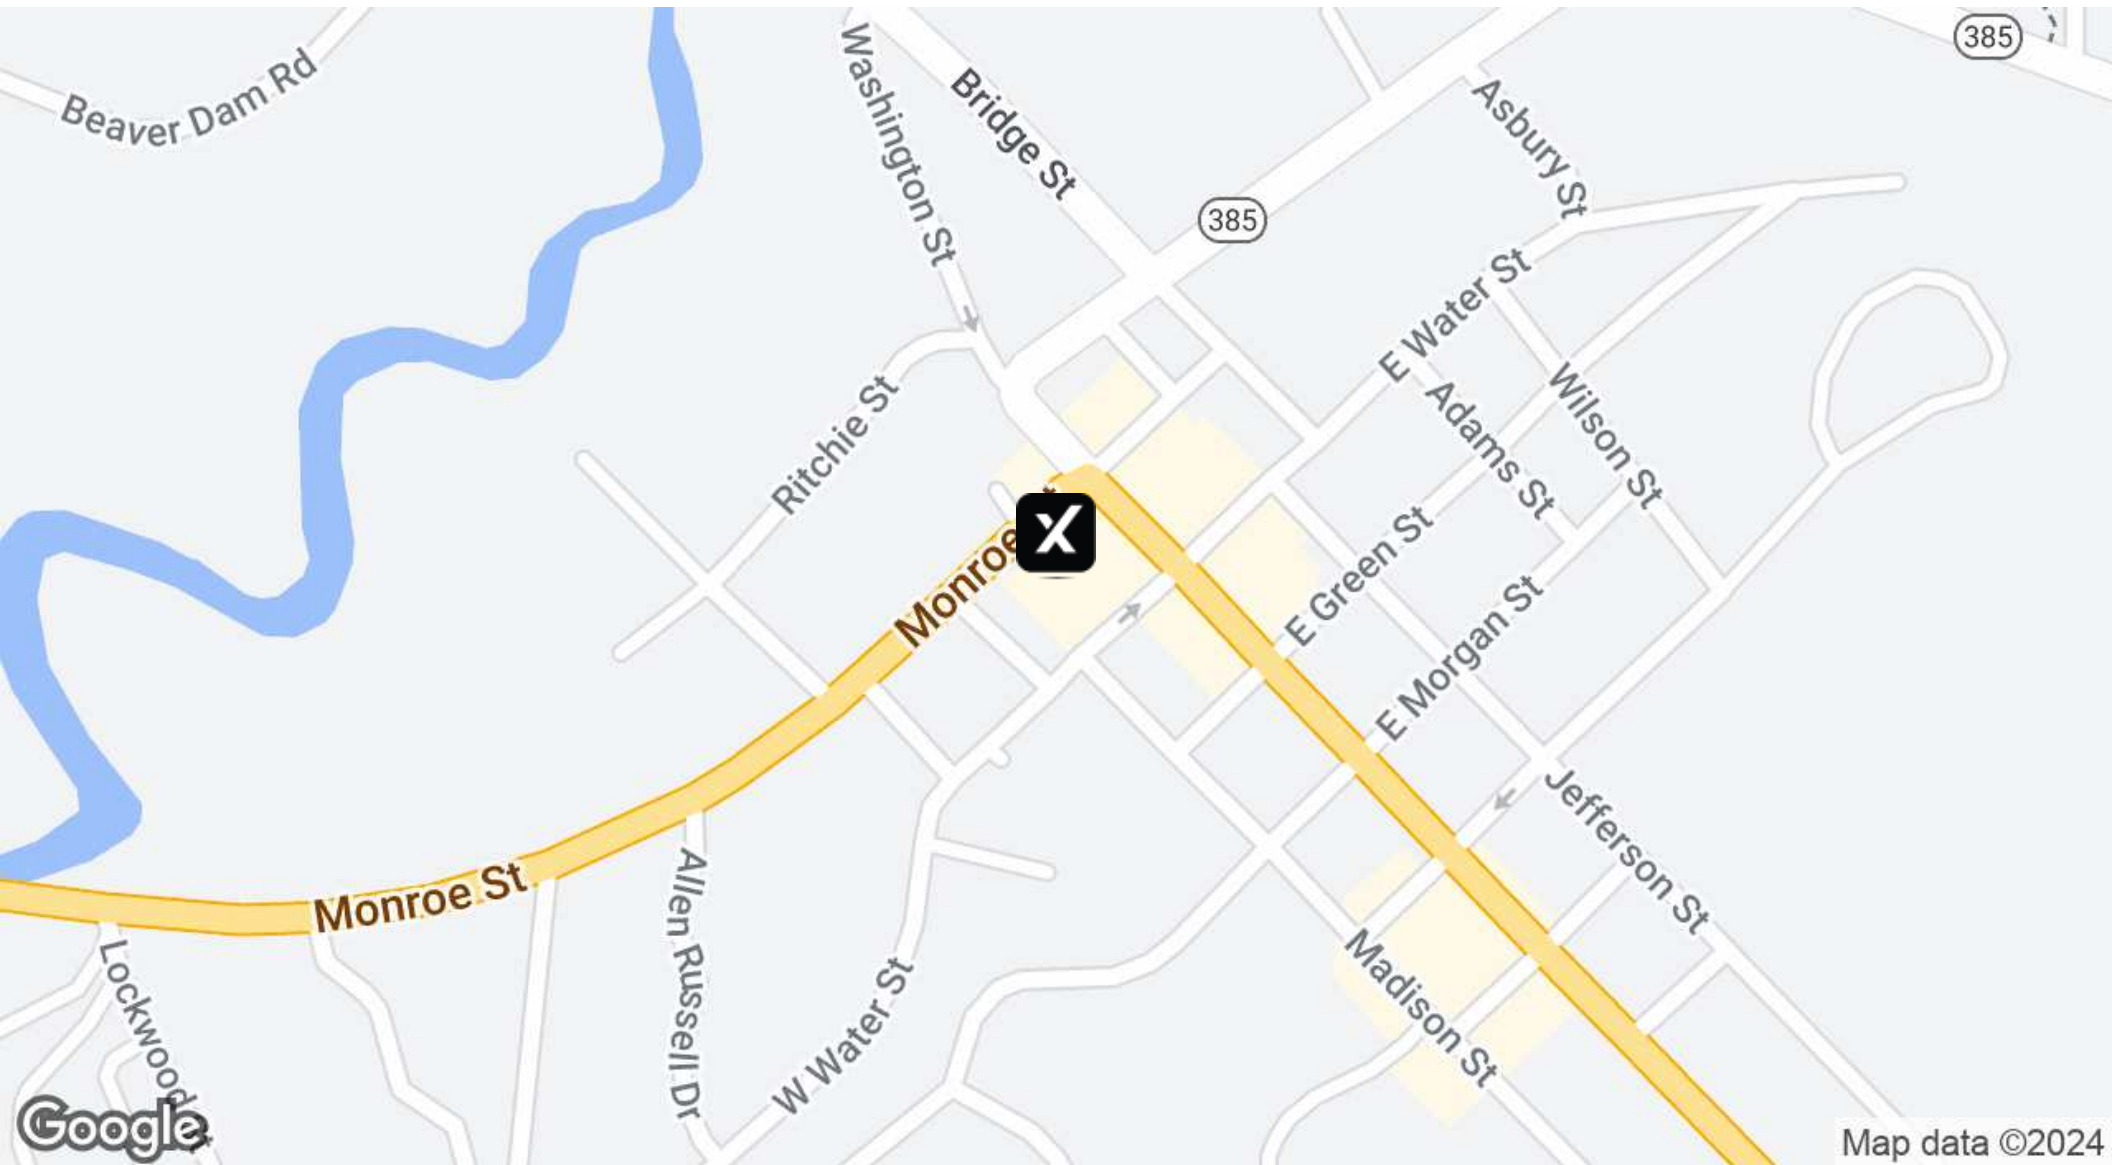 Beaver Dam Rd
Washington St
Bridge St
385
385
Asbury St
E Water St
Wilson St
Adams St
Ritchie St
E Green St
Monroe
X
E Morgan St
Jefferson St
Monroe St
Allen Russell Dr
Lockwood
Madison St
W Water St
Google
Map data ©2024